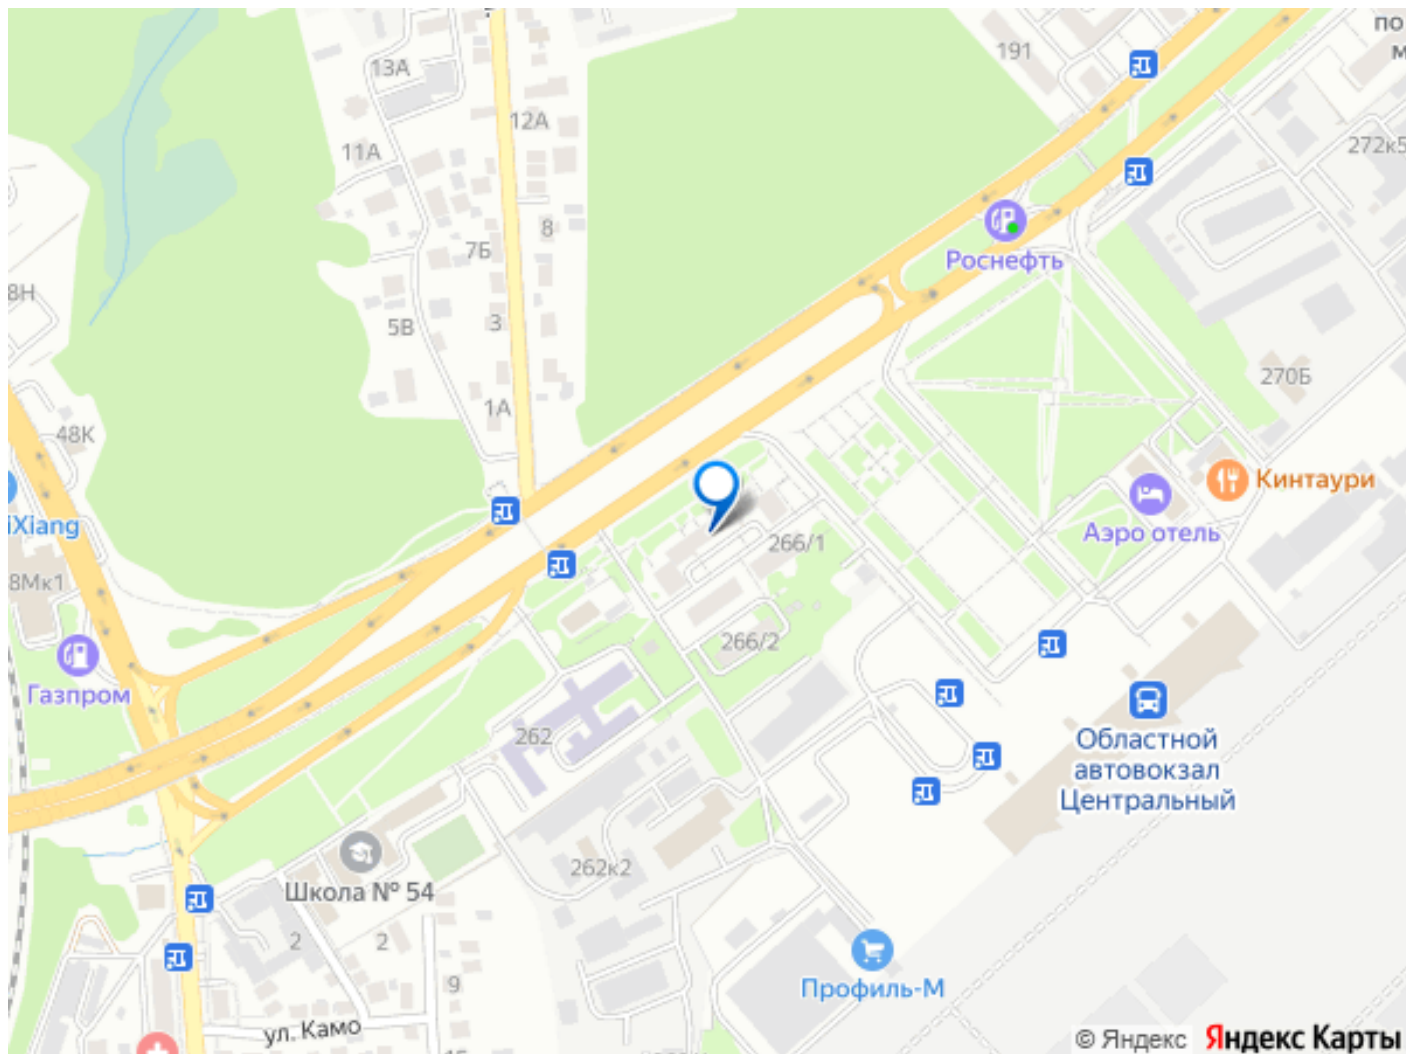 по
м
191
13А
12А
272к5
11А
8
7Б
Роснефть
8Н
5В
3
270Б
1А
48К
Кинтаури
iXiang
Аэро отель
266/1
8Мк1
266/2
Газпром
262
Областной
автовокзал
Центральный
262к2
Школа № 54
2
2
9
Профиль-М
ул. Камо
© Яндекс
Яндекс Карты